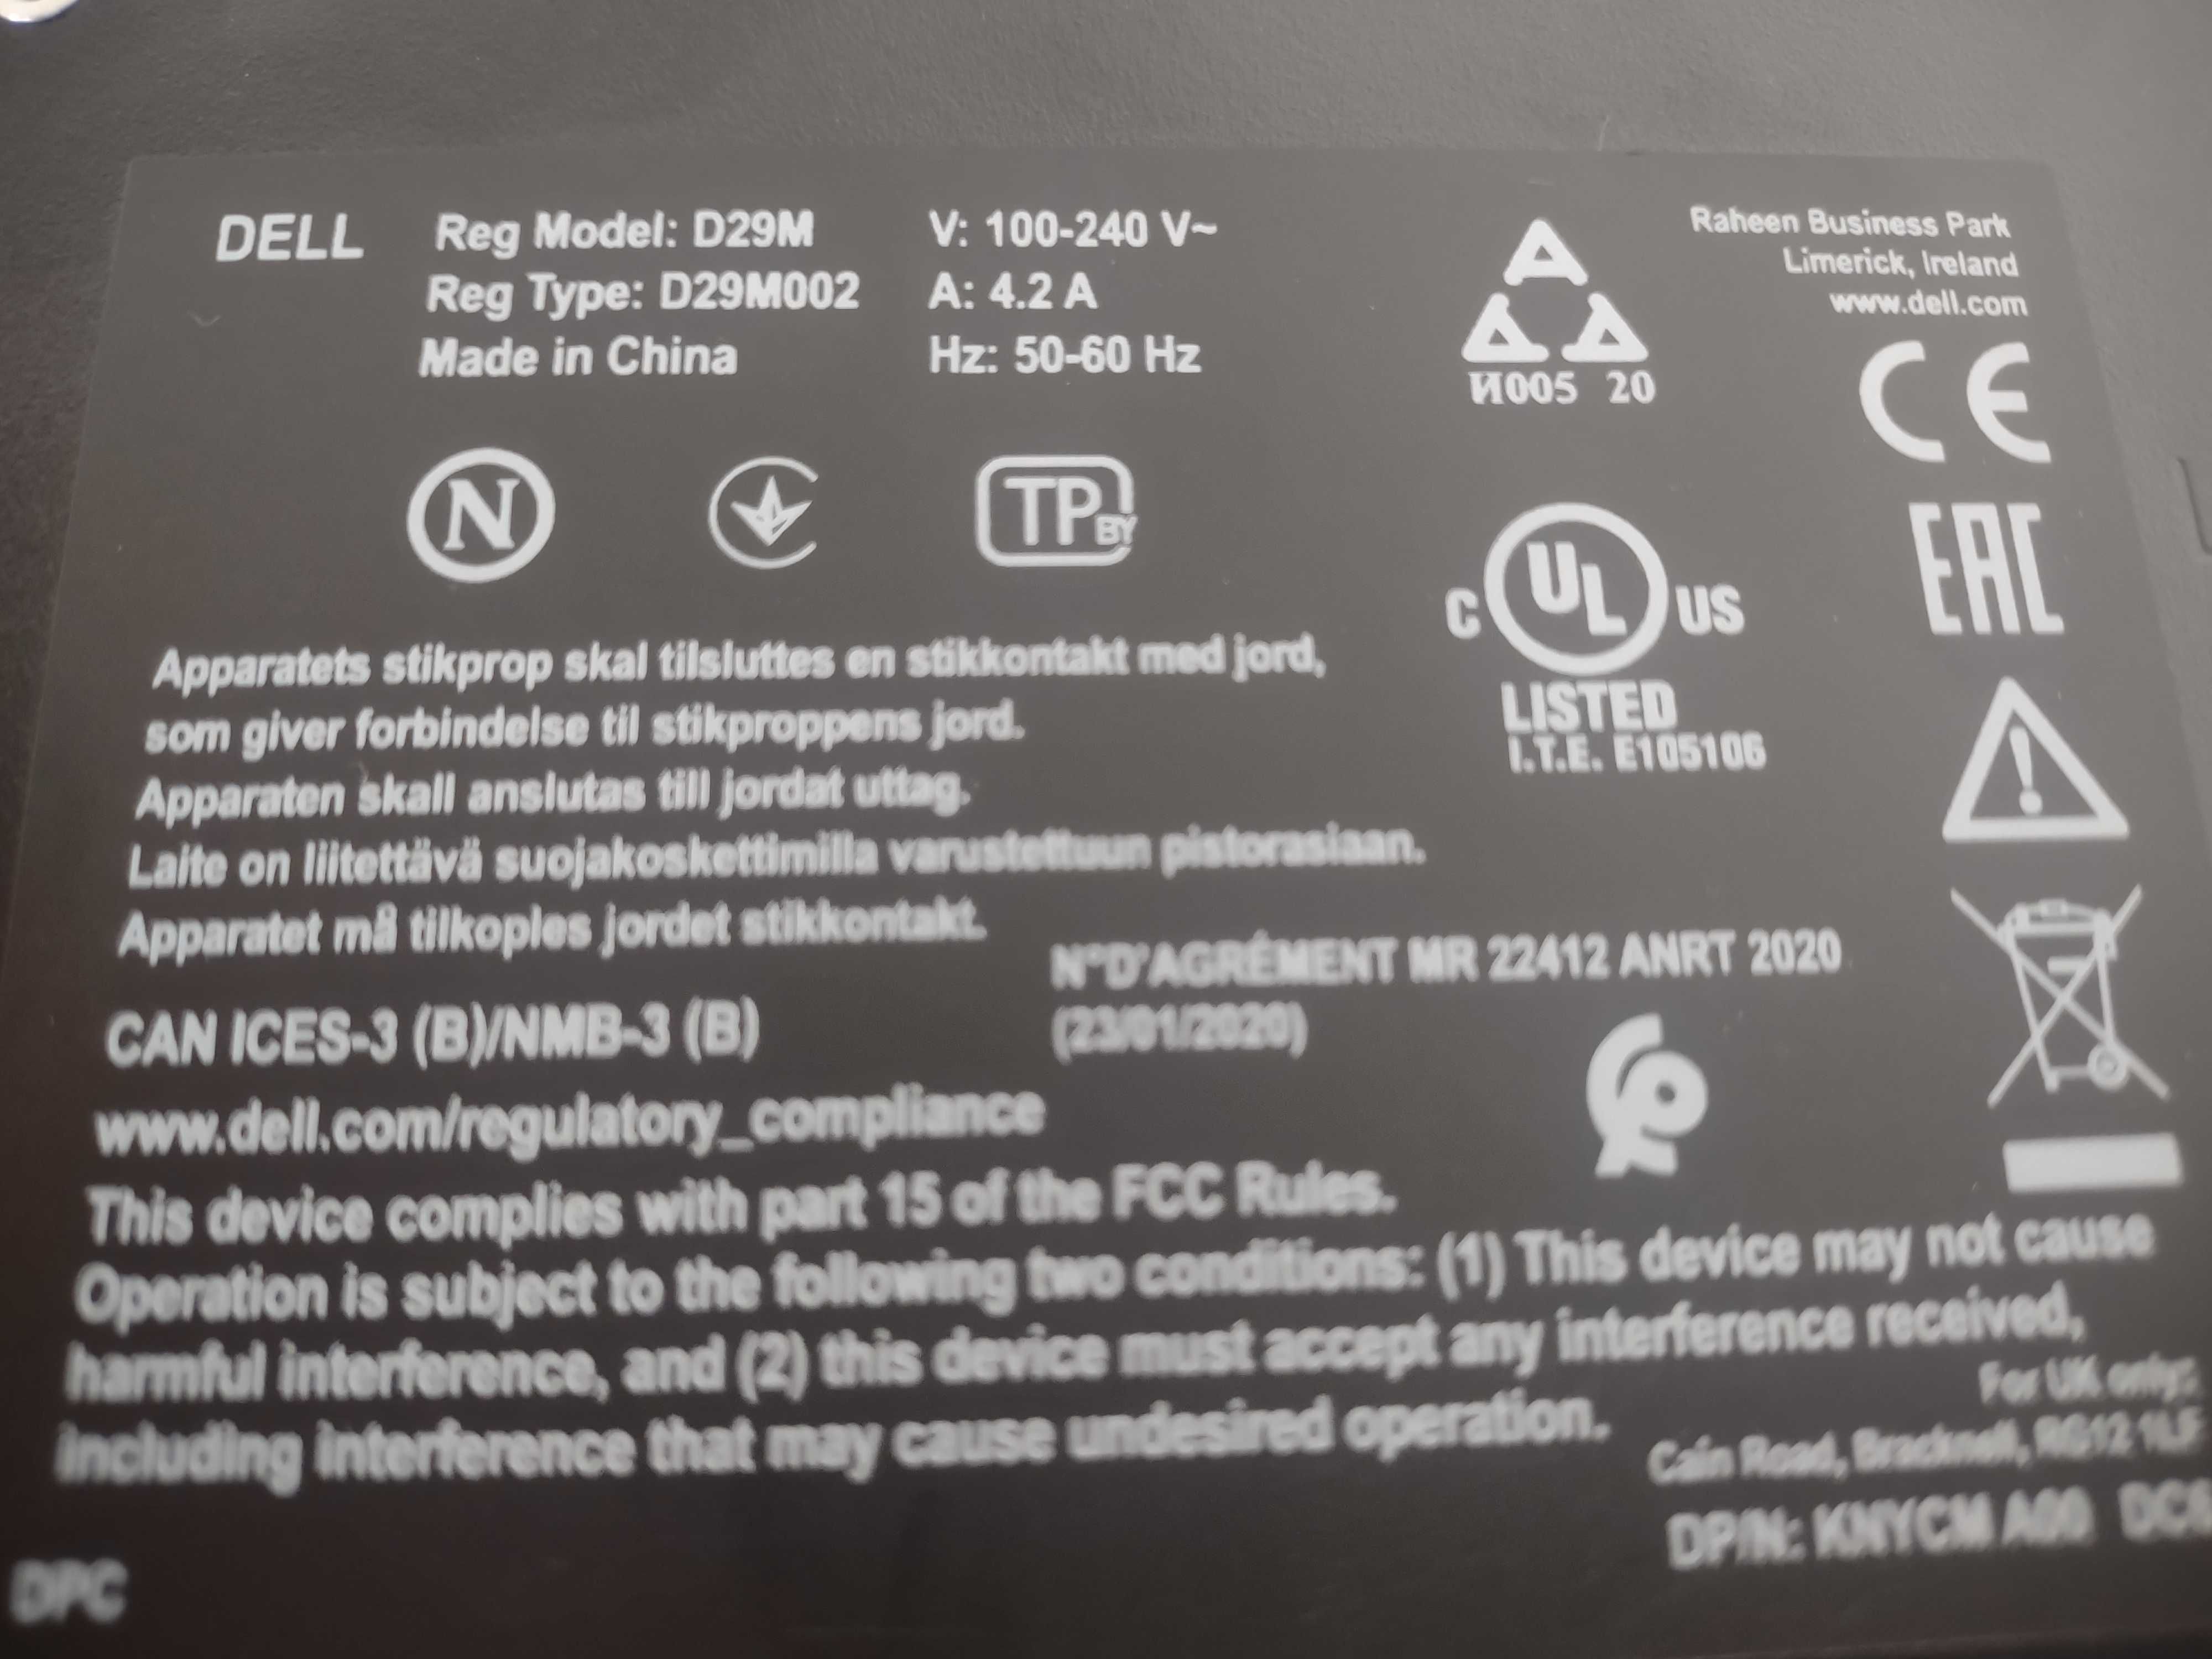 DELL
Reg Model: D29M
Reg Type: D29M002
Made in China
V: 100-240 V~
A: 4.2 A
Hz: 50-60 Hz
И005 20
Raheen Business Park
Limerick, Ireland
www.dell.com
CE
N
TP BY
C UL US
LISTED
I.T.E. E105106
EAC
Apparatets stikprop skal tilsluttes en stikkontakt med jord,
som giver forbindelse til stikproppens jord.
Apparaten skall anslutas till jordat uttag.
Laite on liitettävä suojakoskettimilla varustettuun pistorasiaan.
Apparatet må tilkoples jordet stikkontakt.
N°D'AGRÉMENT MR 22412 ANRT 2020
(23/01/2020)
CAN ICES-3 (B)/NMB-3 (B)
www.dell.com/regulatory_compliance
This device complies with part 15 of the FCC Rules.
Operation is subject to the following two conditions: (1) This device may not cause
harmful interference, and (2) this device must accept any interference received,
including interference that may cause undesired operation.
For UK only:
Cain Road, Bracknell, RG12 1LF
DP/N: KNYCM A00
DPC